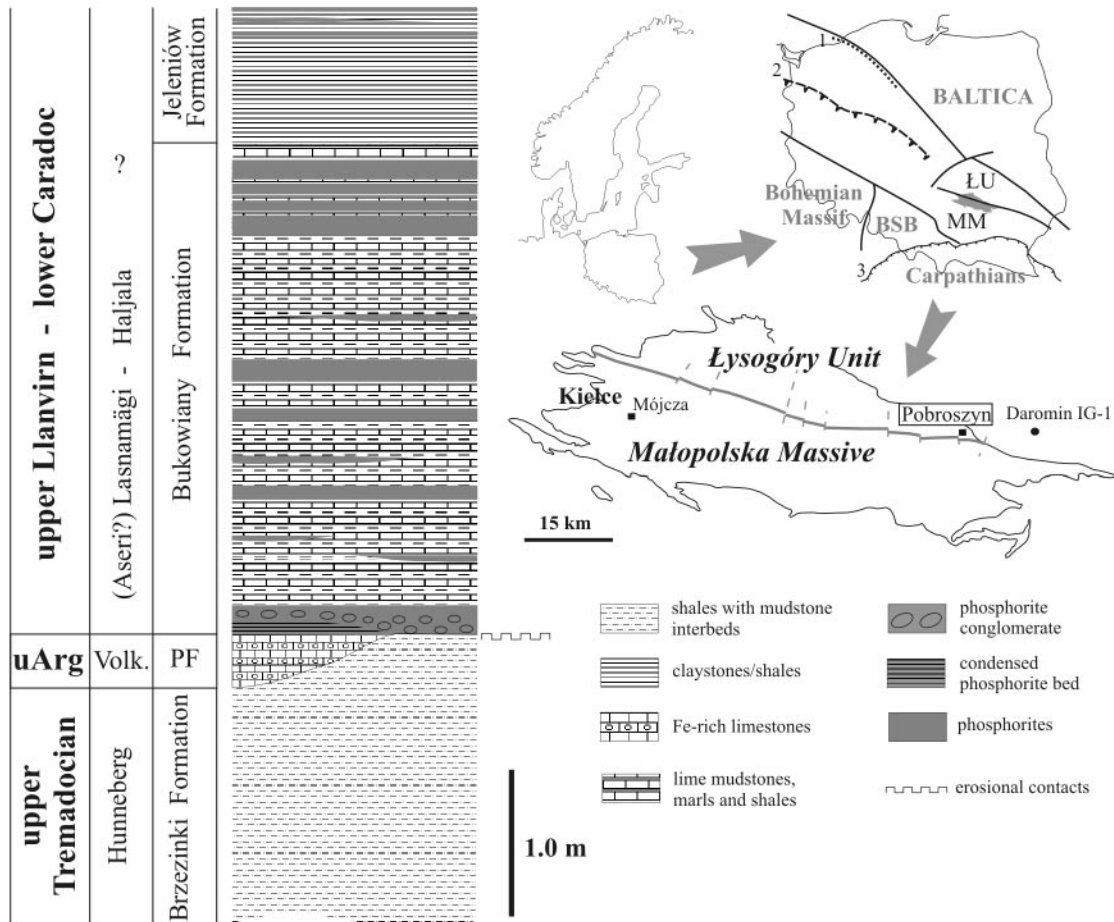 upper Llanvirn - lower Caradoc
uArg
upper
Tremadocian
?
(Aseri?) Lasnamägi - Haljala
Volk.
Hunneberg
Jeleniów
Formation
Bukowiany Formation
PF
Brzezinki Formation
1.0 m
1
2
3
BALTICA
ŁU
Bohemian
Massif
BSB
MM
Carpathians
Łysogóry Unit
Kielce
Mójcza
Pobroszyn
Daromin IG-1
Małopolska Massive
15 km
shales with mudstone
interbeds
claystones/shales
Fe-rich limestones
lime mudstones,
marls and shales
phosphorite
conglomerate
condensed
phosphorite bed
phosphorites
erosional contacts